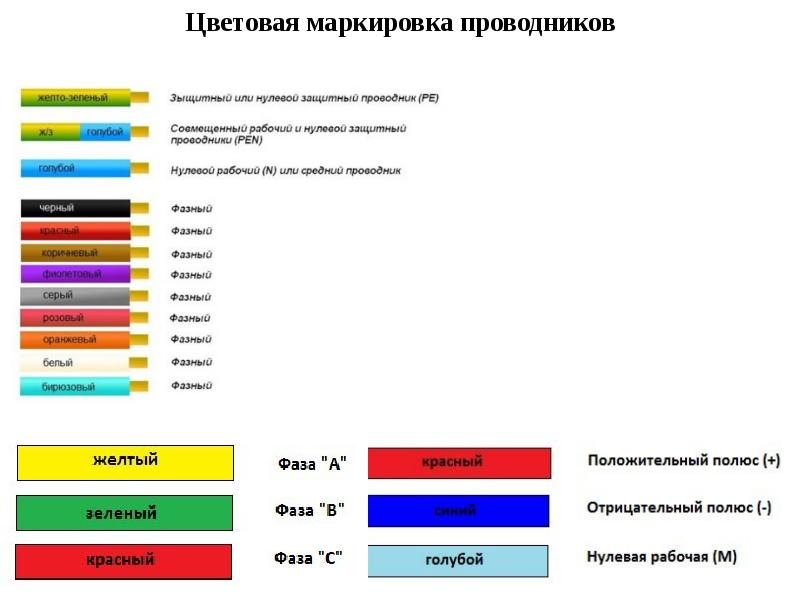 Цветовая маркировка проводников
желто-зеленый Зыщитный или нулевой защитный проводник (PE)
ж/з голубой Совмещенный рабочий и нулевой защитный
проводники (PEN)
голубой Нулевой рабочий (N) или средний проводник
черный Фазный
красный Фазный
коричневый Фазный
фиолетовый Фазный
серый Фазный
розовый Фазный
оранжевый Фазный
белый Фазный
бирюзовый Фазный
желтый Фаза "А" красный Положительный полюс (+)
зеленый Фаза "В" синий Отрицательный полюс (-)
красный Фаза "С" голубой Нулевая рабочая (М)